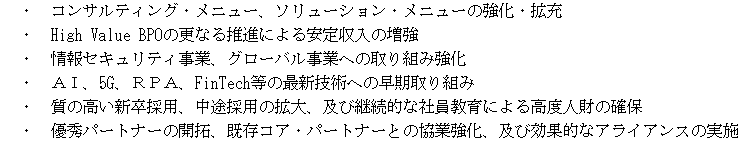 ・ コンサルティング・メニュー、ソリューション・メニューの強化・拡充
・ High Value BPOの更なる推進による安定収入の増強
・ 情報セキュリティ事業、グローバル事業への取り組み強化
・ ＡＩ、5G、ＲＰＡ、FinTech等の最新技術への早期取り組み
・ 質の高い新卒採用、中途採用の拡大、及び継続的な社員教育による高度人財の確保
・ 優秀パートナーの開拓、既存コア・パートナーとの協業強化、及び効果的なアライアンスの実施